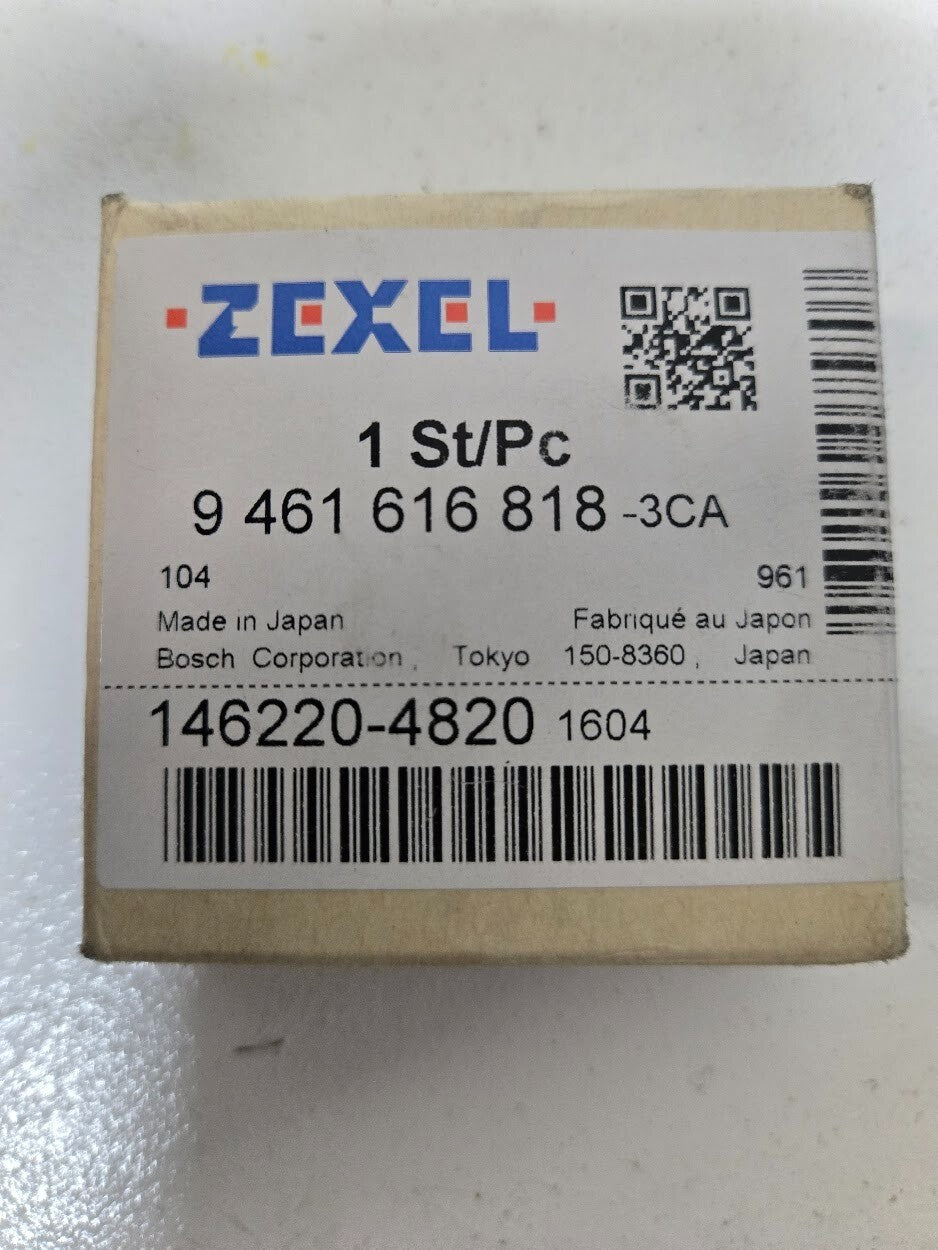 ZEXEL
1 St/Pc
9 461 616 818 -3CA
104 961
Made in Japan Fabriqué au Japon
Bosch Corporation, Tokyo 150-8360, Japan
146220-4820 1604